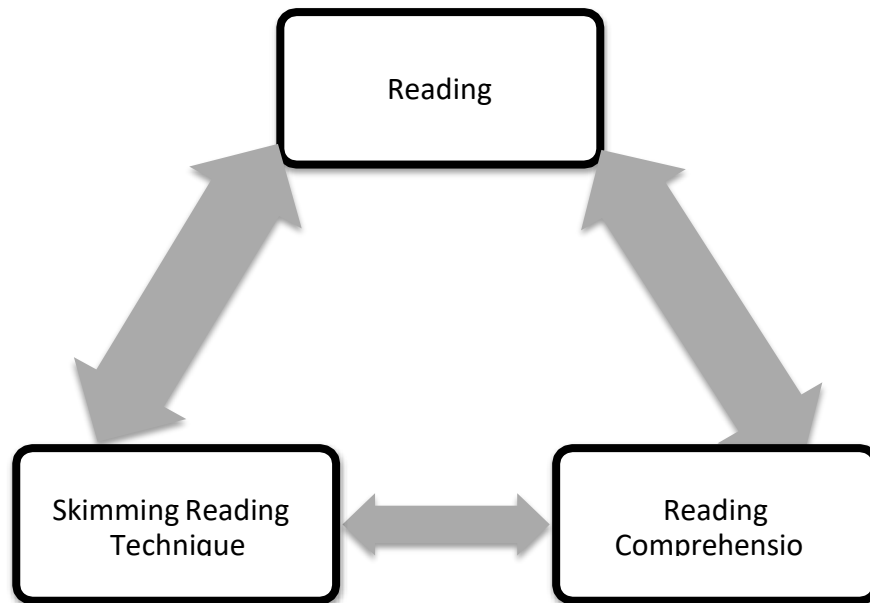 Reading
Skimming Reading
Technique
Reading
Comprehensio